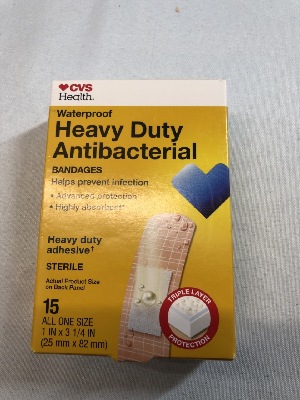 CVS
Health.
Waterproof
Heavy Duty
Antibacterial
BANDAGES
Helps prevent infection
• Advanced protection
• Highly absorbent*
Heavy duty
adhesive†
STERILE
Actual Product Size
on Back Panel
15
ALL ONE SIZE
1 IN x 3 1/4 IN
(25 mm x 82 mm)
TRIPLE LAYER
PROTECTION